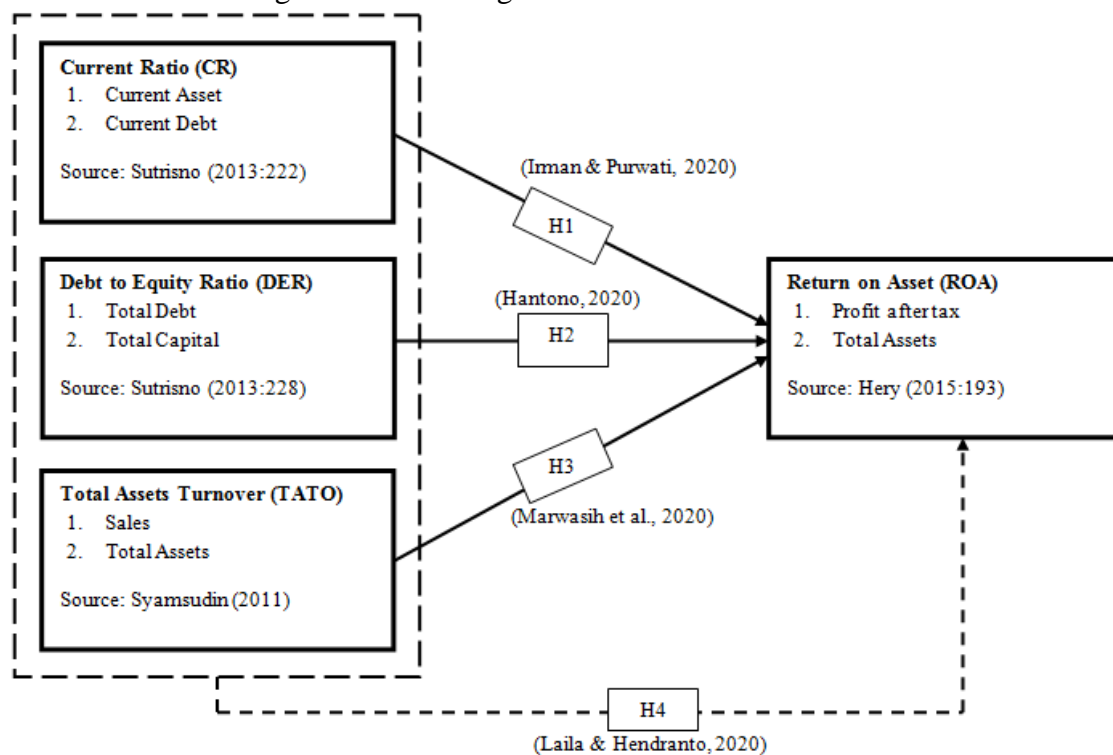 Current Ratio (CR)
1. Current Asset
2. Current Debt
Source: Sutrisno (2013:222)
(Irman & Purwati, 2020)
H1
Debt to Equity Ratio (DER)
1. Total Debt
2. Total Capital
Source: Sutrisno (2013:228)
(Hantono, 2020)
H2
Return on Asset (ROA)
1. Profit after tax
2. Total Assets
Source: Hery (2015:193)
H3
(Marwasih et al., 2020)
Total Assets Turnover (TATO)
1. Sales
2. Total Assets
Source: Syamsudin (2011)
H4
(Laila & Hendranto, 2020)